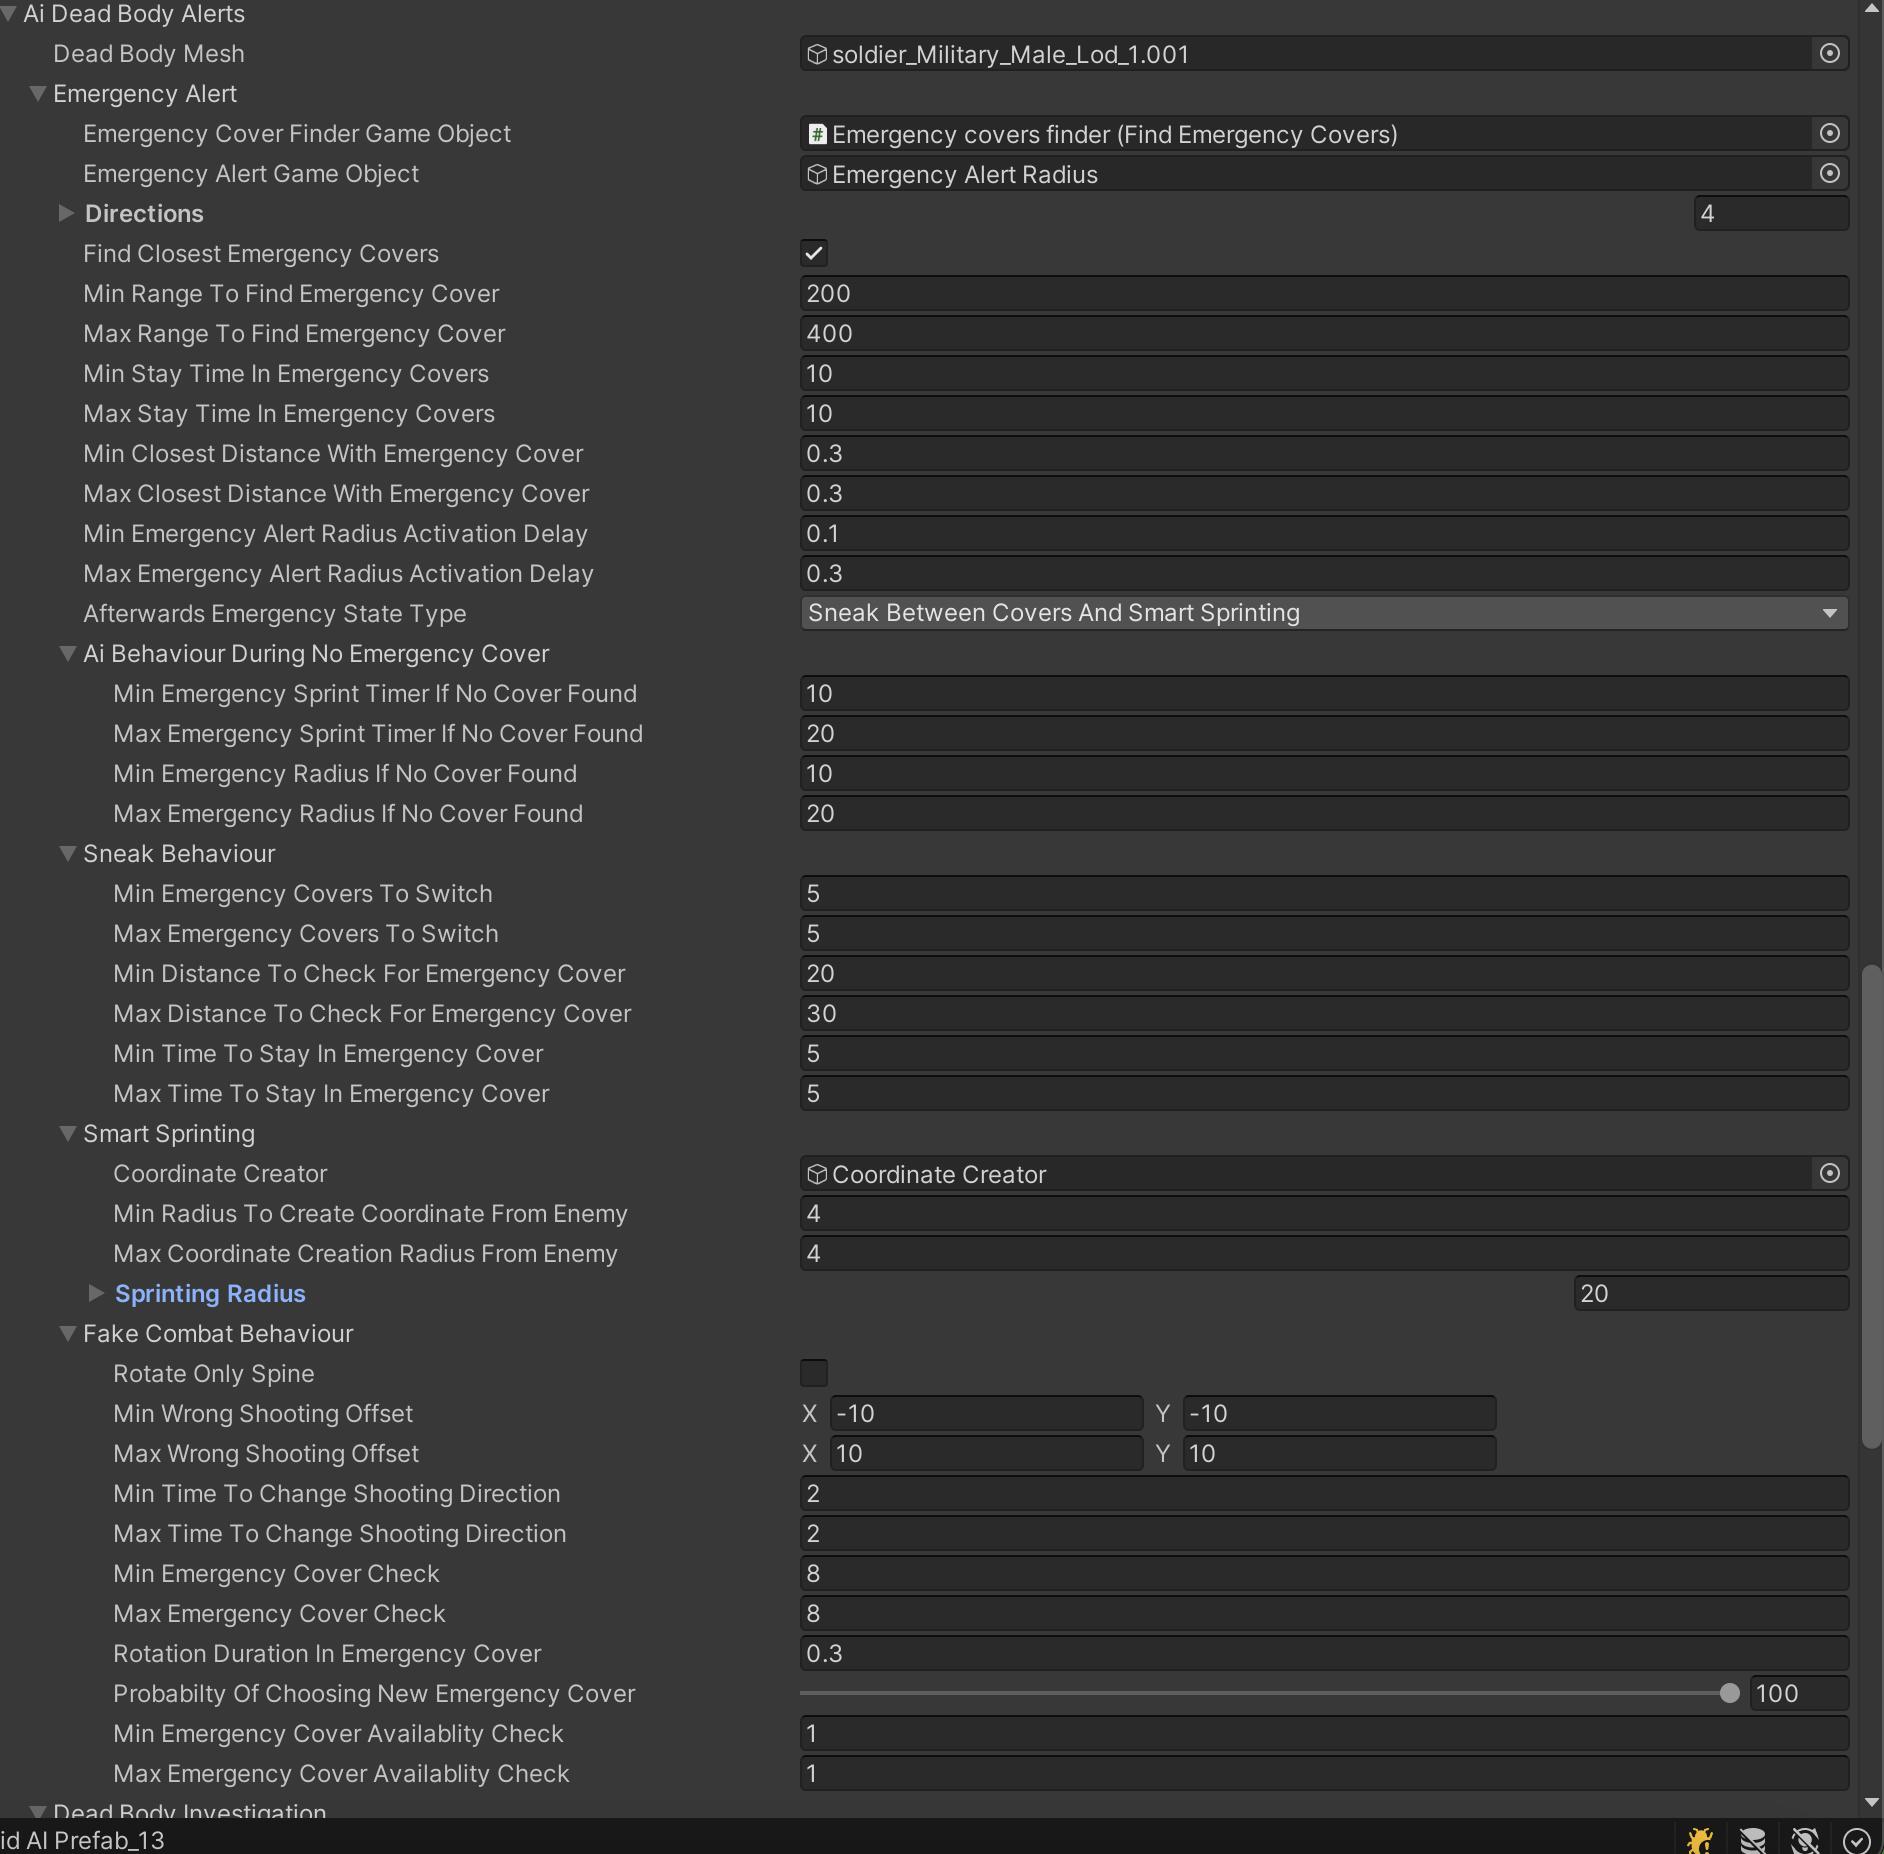 Ai Dead Body Alerts
Dead Body Mesh soldier_Military_Male_Lod_1.001
Emergency Alert
Emergency Cover Finder Game Object # Emergency covers finder (Find Emergency Covers)
Emergency Alert Game Object Emergency Alert Radius
Directions 4
Find Closest Emergency Covers
Min Range To Find Emergency Cover 200
Max Range To Find Emergency Cover 400
Min Stay Time In Emergency Covers 10
Max Stay Time In Emergency Covers 10
Min Closest Distance With Emergency Cover 0.3
Max Closest Distance With Emergency Cover 0.3
Min Emergency Alert Radius Activation Delay 0.1
Max Emergency Alert Radius Activation Delay 0.3
Afterwards Emergency State Type Sneak Between Covers And Smart Sprinting
Ai Behaviour During No Emergency Cover
Min Emergency Sprint Timer If No Cover Found 10
Max Emergency Sprint Timer If No Cover Found 20
Min Emergency Radius If No Cover Found 10
Max Emergency Radius If No Cover Found 20
Sneak Behaviour
Min Emergency Covers To Switch 5
Max Emergency Covers To Switch 5
Min Distance To Check For Emergency Cover 20
Max Distance To Check For Emergency Cover 30
Min Time To Stay In Emergency Cover 5
Max Time To Stay In Emergency Cover 5
Smart Sprinting
Coordinate Creator Coordinate Creator
Min Radius To Create Coordinate From Enemy 4
Max Coordinate Creation Radius From Enemy 4
Sprinting Radius 20
Fake Combat Behaviour
Rotate Only Spine
Min Wrong Shooting Offset X -10 Y -10
Max Wrong Shooting Offset X 10 Y 10
Min Time To Change Shooting Direction 2
Max Time To Change Shooting Direction 2
Min Emergency Cover Check 8
Max Emergency Cover Check 8
Rotation Duration In Emergency Cover 0.3
Probabilty Of Choosing New Emergency Cover 100
Min Emergency Cover Availablity Check 1
Max Emergency Cover Availablity Check 1
Dead Body Investigation
id AI Prefab_13